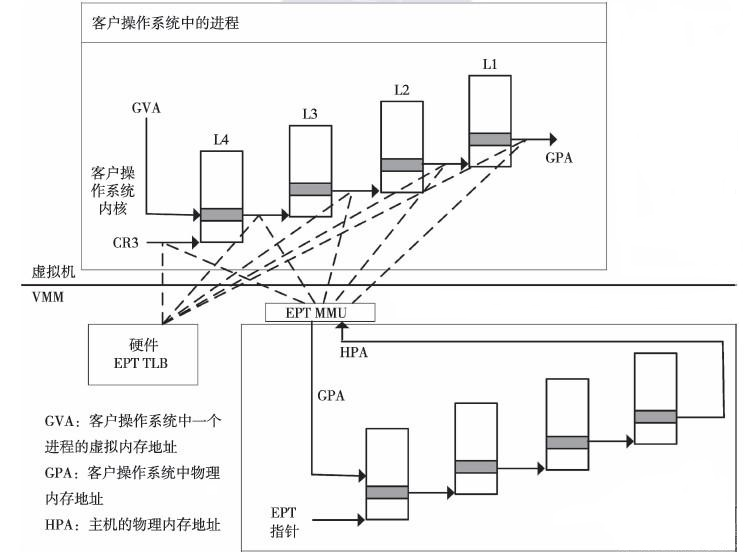 客户操作系统中的进程
L1
L2
L3
L4
GVA
GPA
客户操
作系统
内核
CR3
虚拟机
VMM
EPT MMU
硬件
EPT TLB
HPA
GPA
GVA：客户操作系统中一个
进程的虚拟内存地址
GPA：客户操作系统中物理
内存地址
HPA：主机的物理内存地址
EPT
指针